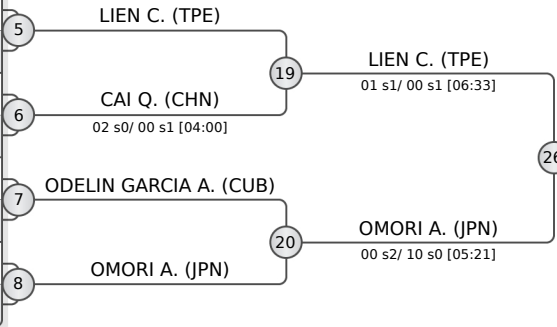 LIEN C. (TPE)
5
19
LIEN C. (TPE)
01 s1/ 00 s1 [06:33]
CAI Q. (CHN)
6
02 s0/ 00 s1 [04:00]
26
ODELIN GARCIA A. (CUB)
7
20
OMORI A. (JPN)
00 s2/ 10 s0 [05:21]
OMORI A. (JPN)
8